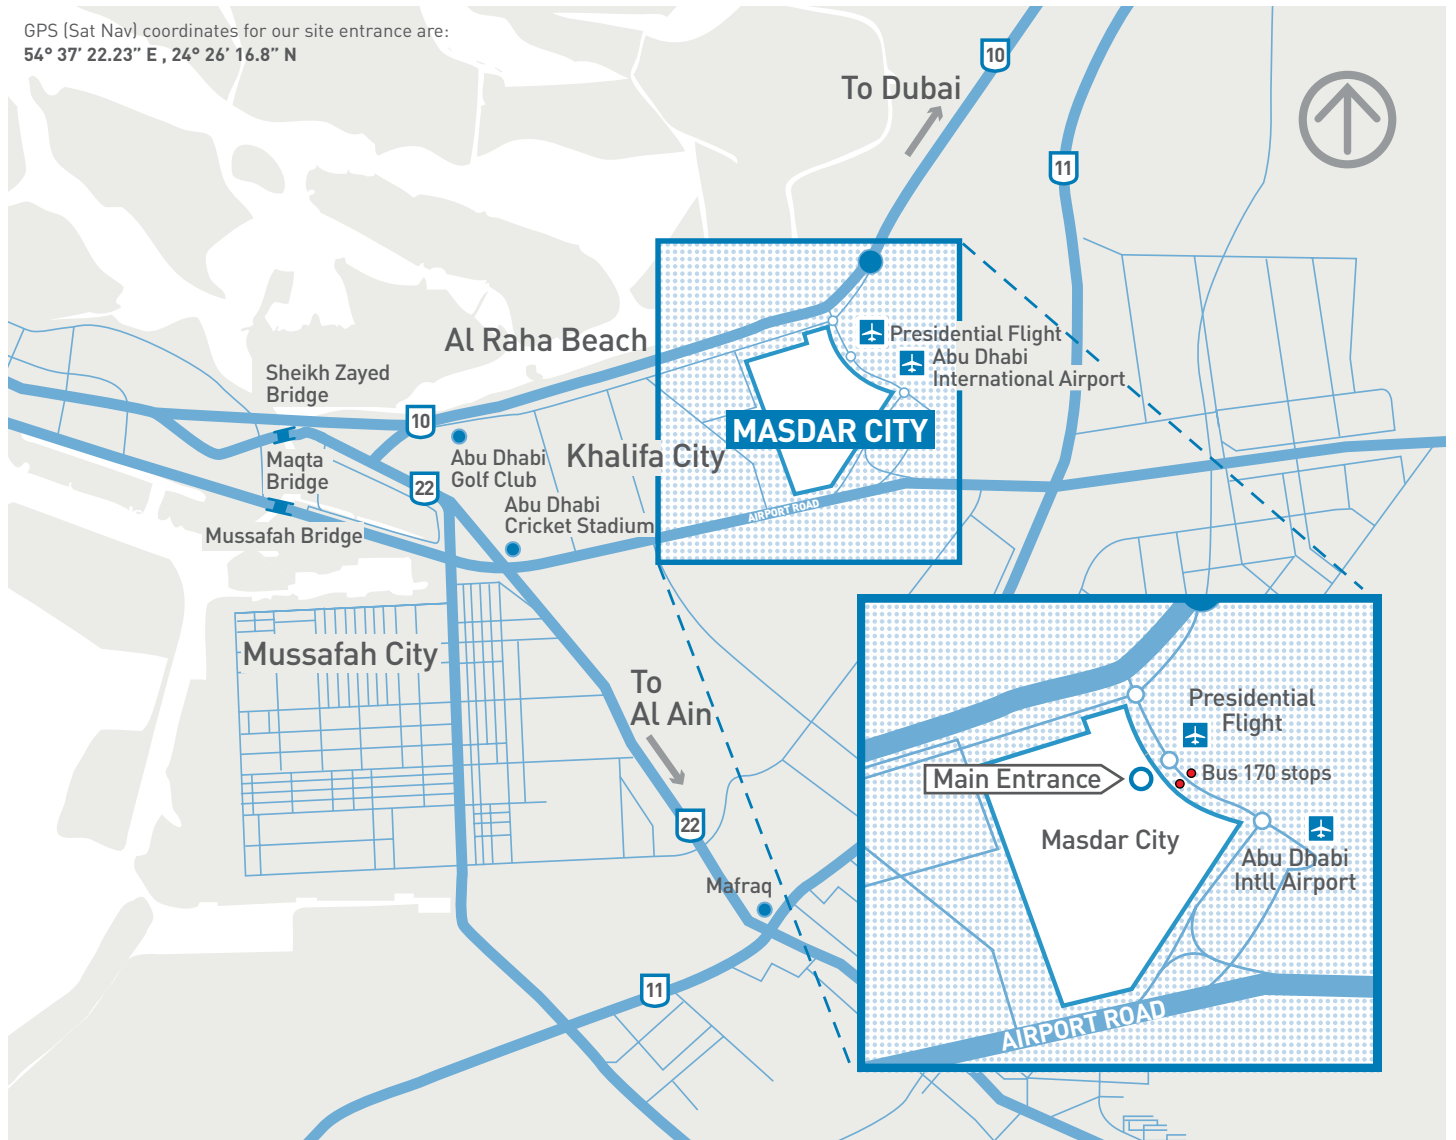 GPS (Sat Nav) coordinates for our site entrance are:
54° 37’ 22.23” E , 24° 26’ 16.8” N
10
To Dubai
11
Al Raha Beach
Presidential Flight
Abu Dhabi
International Airport
Sheikh Zayed
Bridge
10
MASDAR CITY
Abu Dhabi
Golf Club
Khalifa City
Maqta
Bridge
22
Abu Dhabi
Cricket Stadium
AIRPORT ROAD
Mussafah Bridge
Mussafah City
To
Al Ain
22
Mafraq
11
Presidential
Flight
Main Entrance
Bus 170 stops
Masdar City
Abu Dhabi
Intll Airport
AIRPORT ROAD